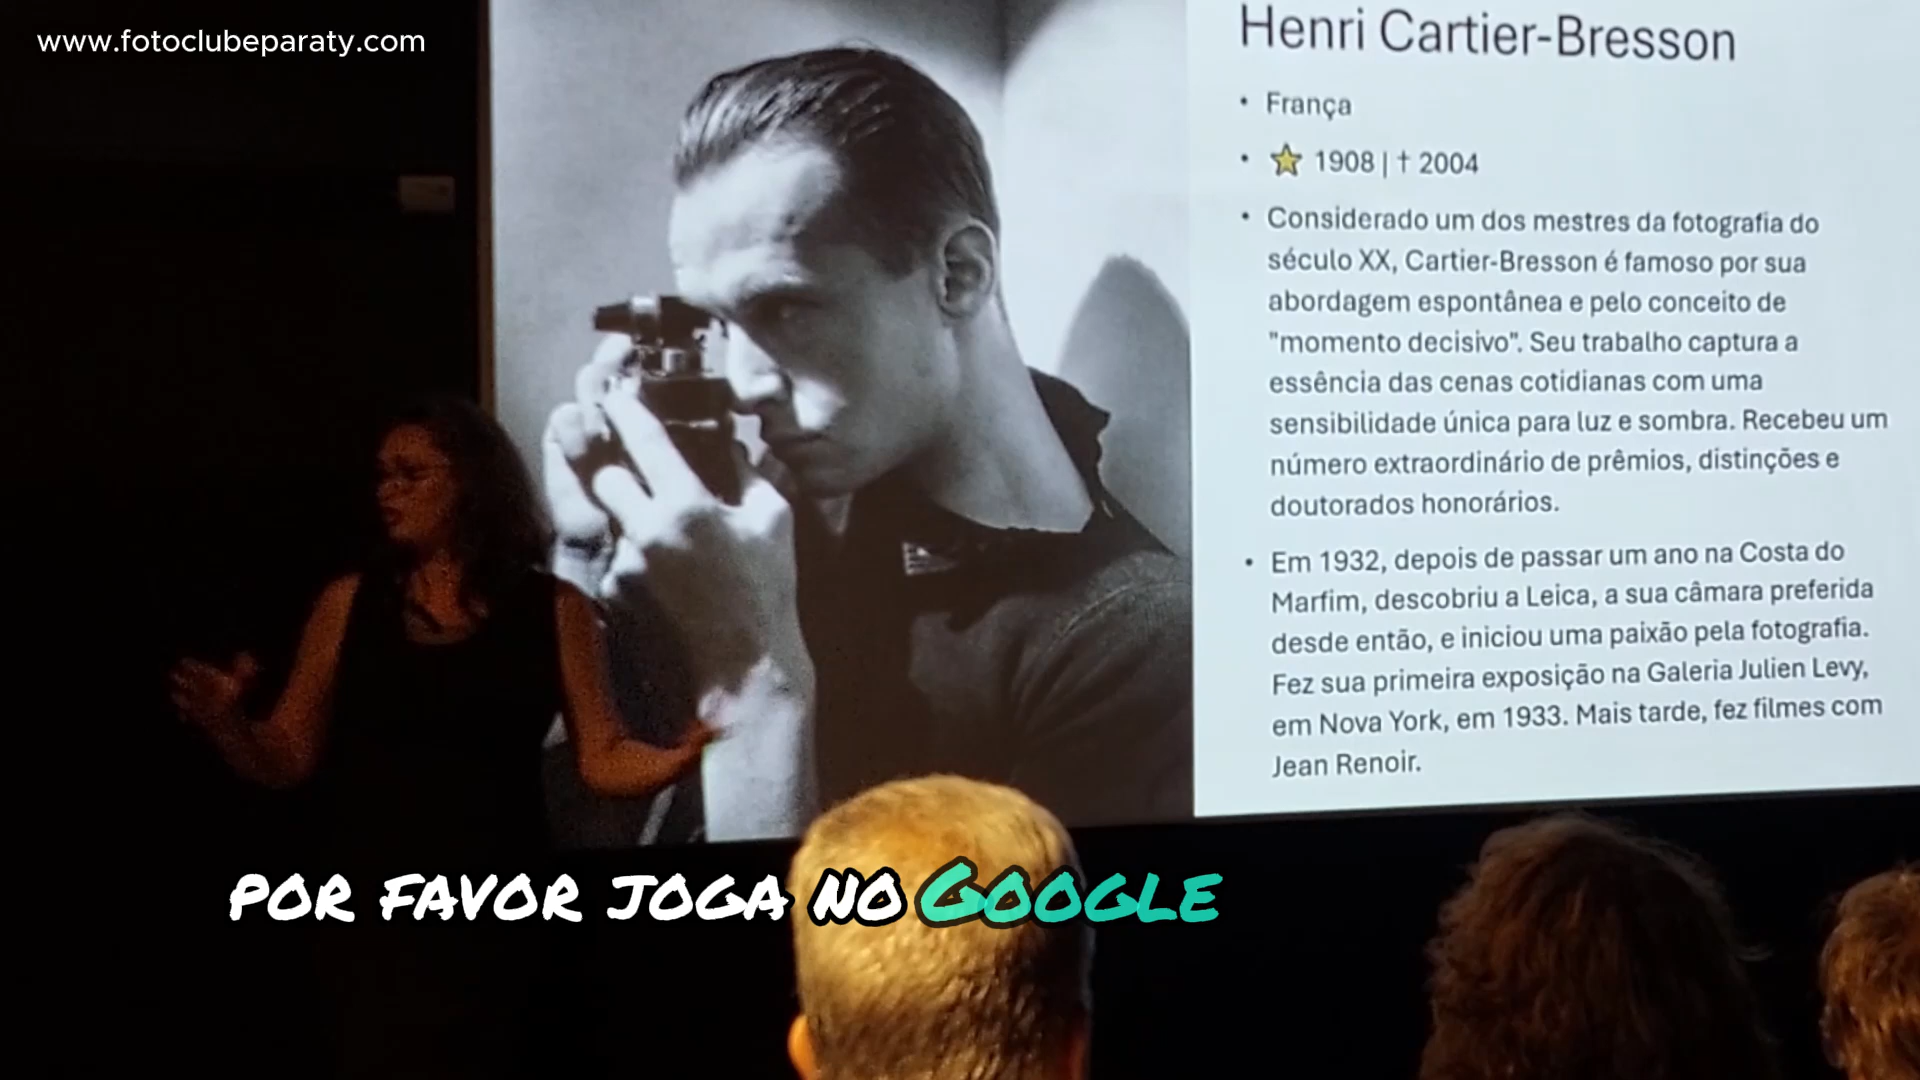 www.fotoclubeparaty.com
Henri Cartier-Bresson
• França
• ⭐ 1908 | † 2004
• Considerado um dos mestres da fotografia do
século XX, Cartier-Bresson é famoso por sua
abordagem espontânea e pelo conceito de
"momento decisivo". Seu trabalho captura a
essência das cenas cotidianas com uma
sensibilidade única para luz e sombra. Recebeu um
número extraordinário de prêmios, distinções e
doutorados honorários.
• Em 1932, depois de passar um ano na Costa do
Marfim, descobriu a Leica, a sua câmara preferida
desde então, e iniciou uma paixão pela fotografia.
Fez sua primeira exposição na Galeria Julien Levy,
em Nova York, em 1933. Mais tarde, fez filmes com
Jean Renoir.
POR FAVOR JOGA NO GOOGLE